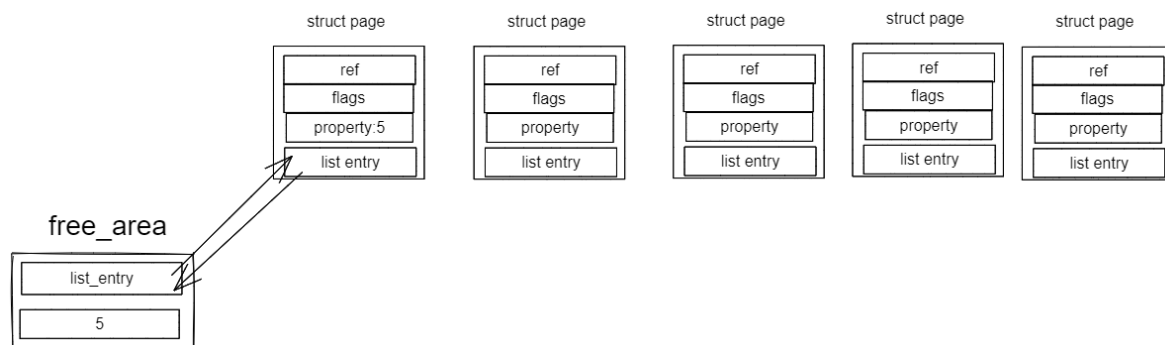 struct page
struct page
struct page
struct page
struct page
ref
flags
property:5
list entry
ref
flags
property
list entry
ref
flags
property
list entry
ref
flags
property
list entry
ref
flags
property
list entry
free_area
list_entry
5